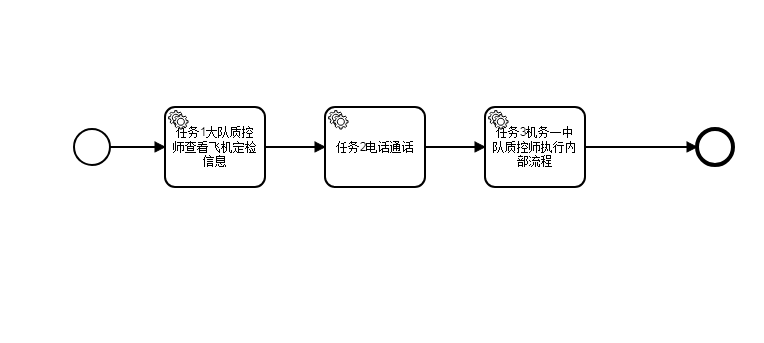 任务1大队质控
师查看飞机定检
信息
任务2电话通话
任务3机务一中
队质控师执行内
部流程